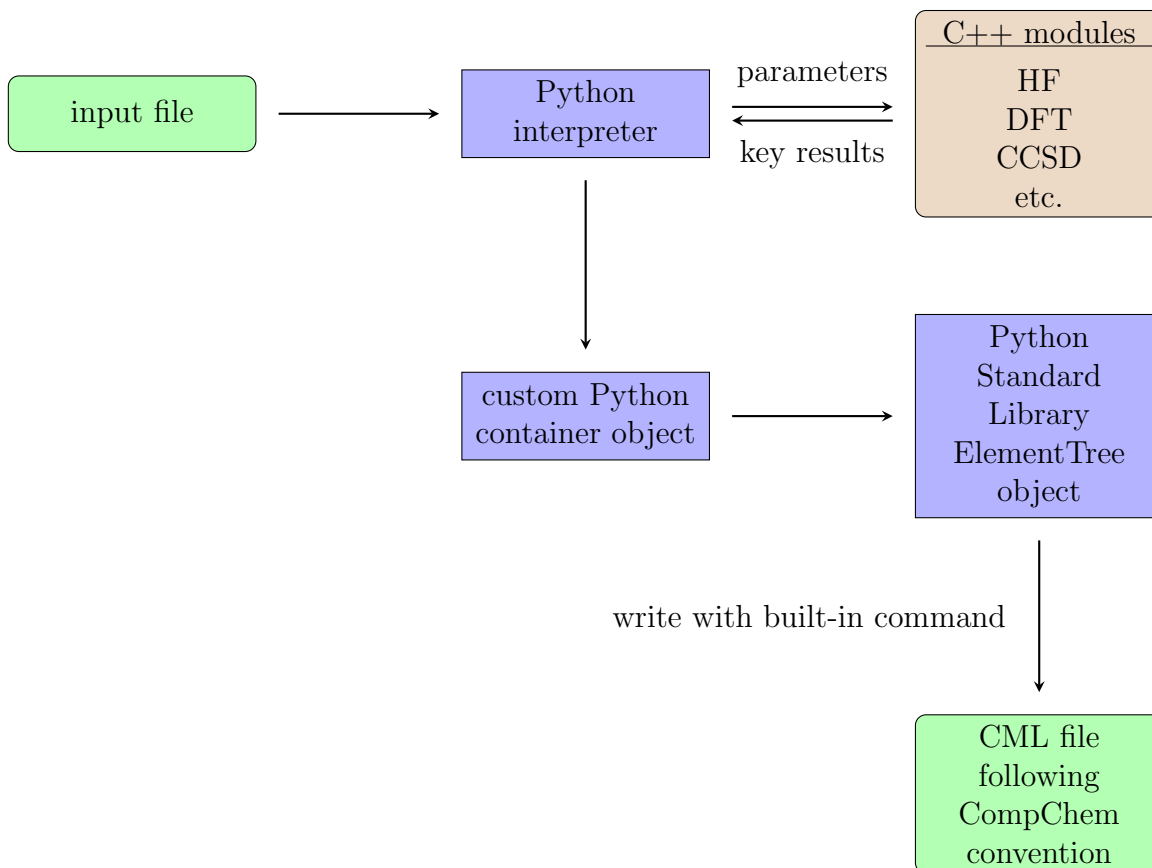 input file
Python
interpreter
parameters
key results
C++ modules
HF
DFT
CCSD
etc.
custom Python
container object
Python
Standard
Library
ElementTree
object
write with built-in command
CML file
following
CompChem
convention